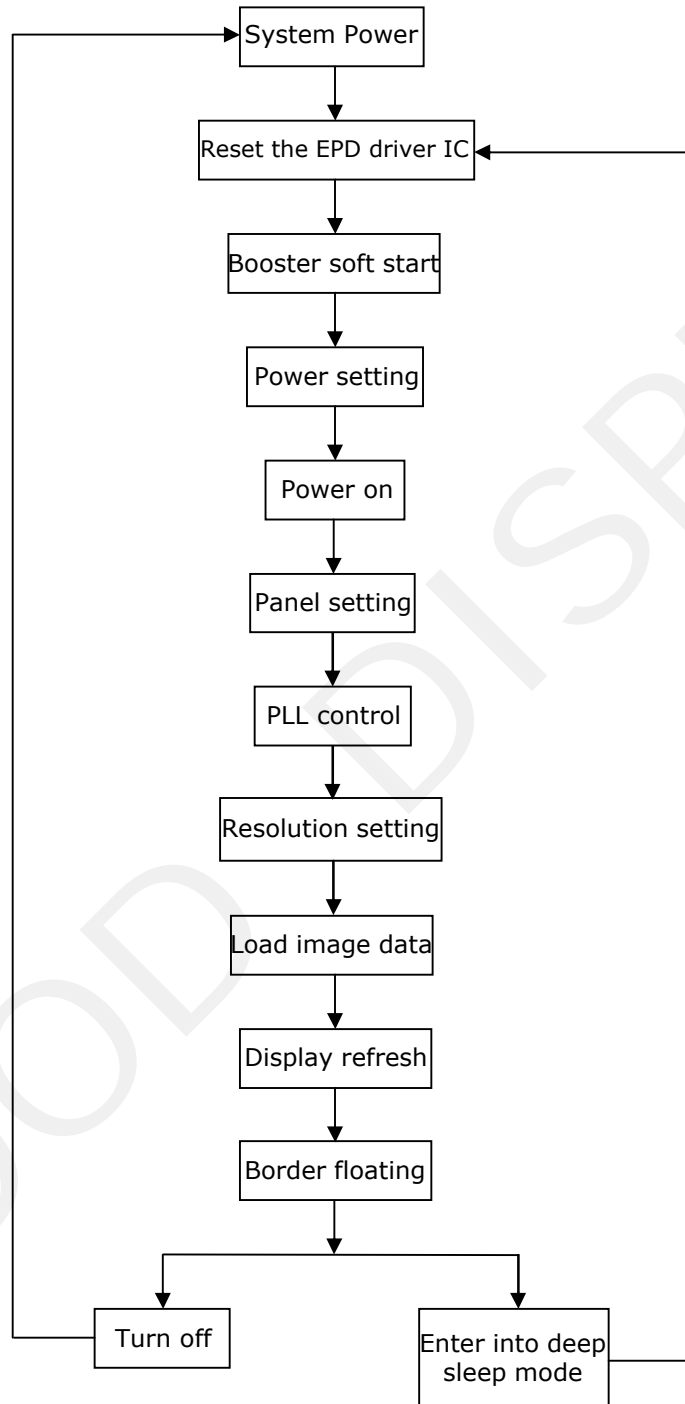 System Power
Reset the EPD driver IC
Booster soft start
Power setting
Power on
Panel setting
PLL control
Resolution setting
Load image data
Display refresh
Border floating
Turn off
Enter into deep
sleep mode